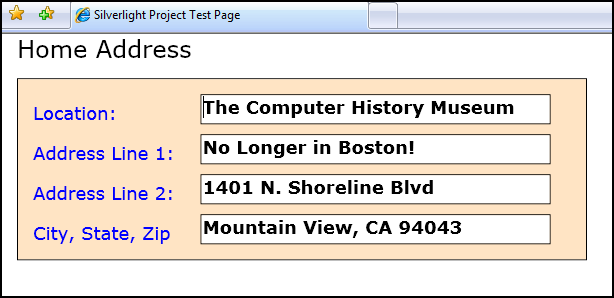 Silverlight Project Test Page
Home Address
Location: The Computer History Museum
Address Line 1: No Longer in Boston!
Address Line 2: 1401 N. Shoreline Blvd
City, State, Zip Mountain View, CA 94043